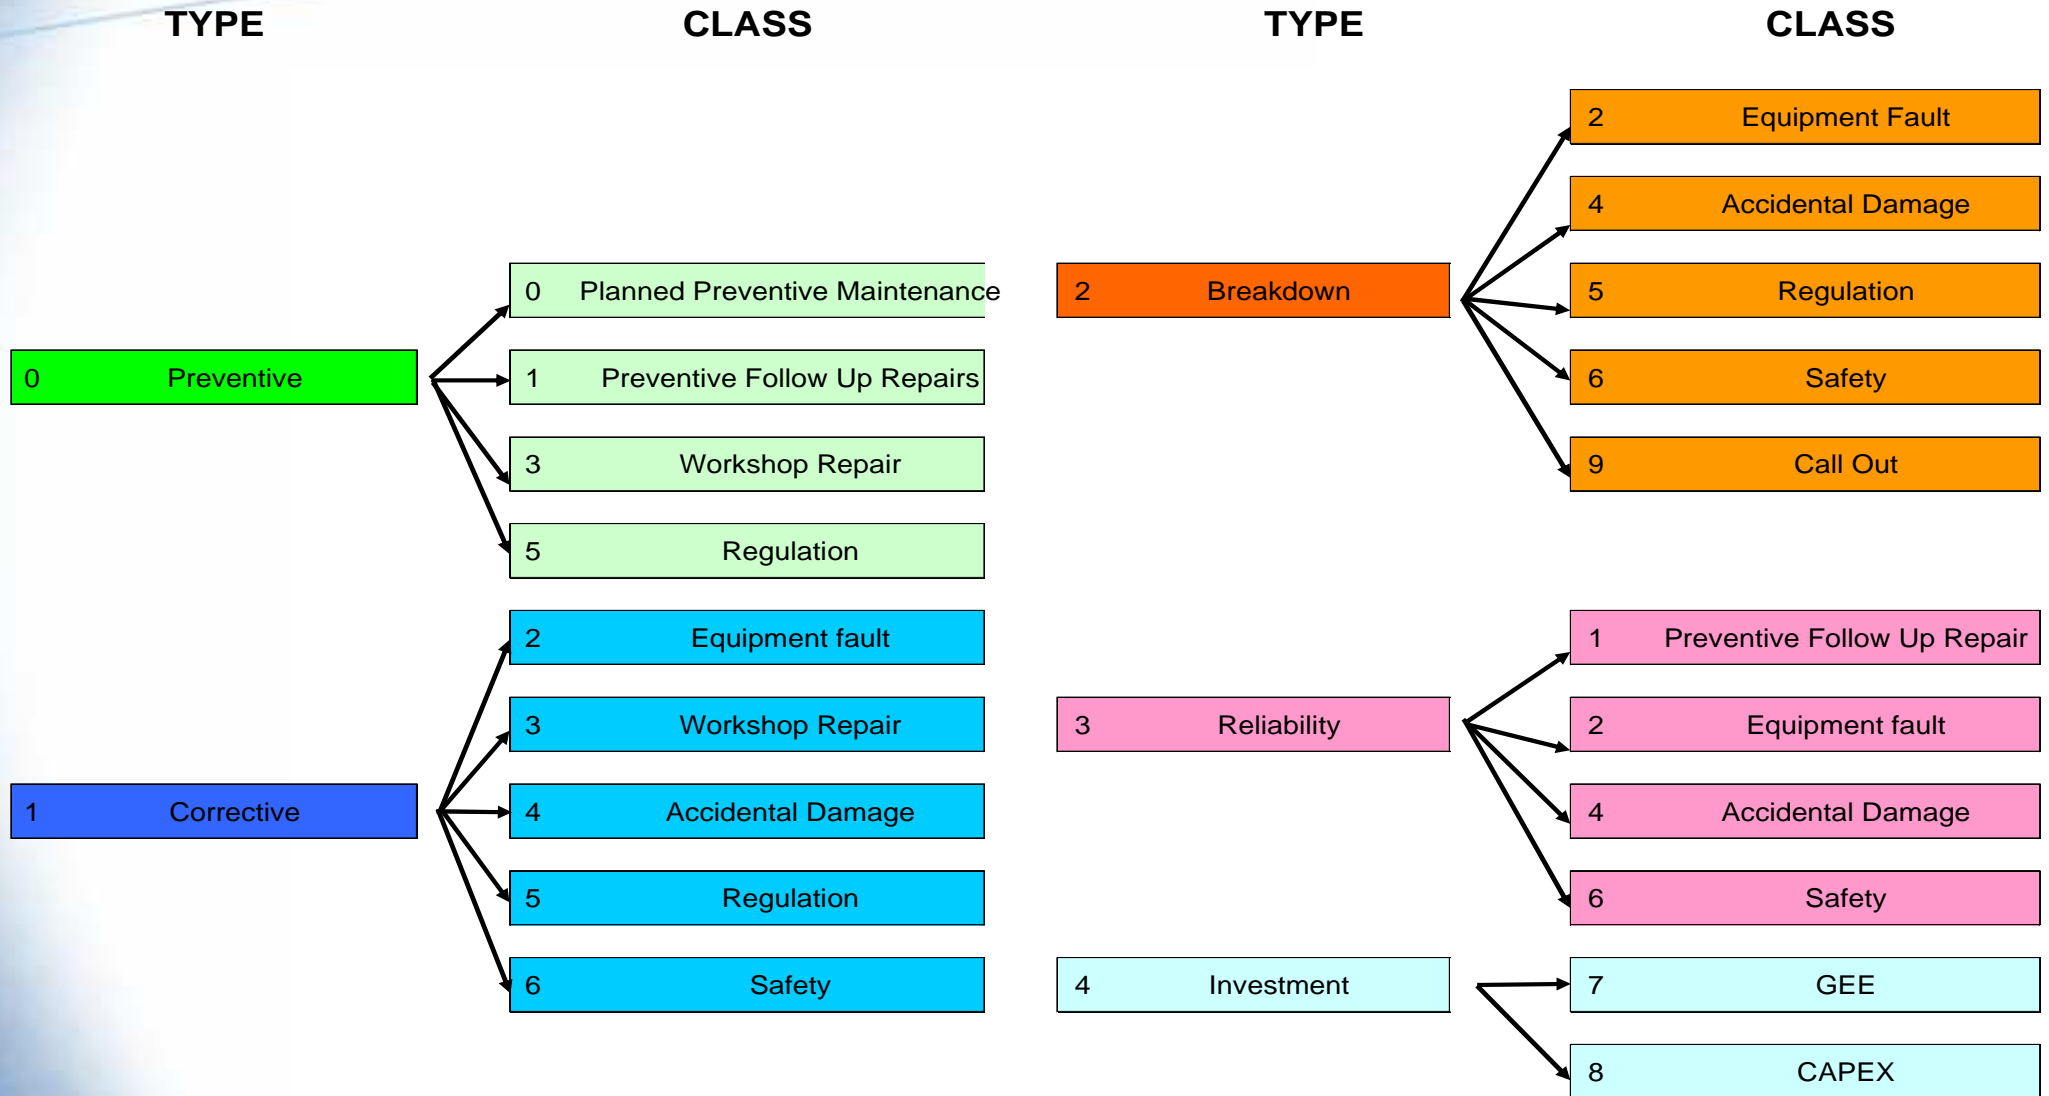 TYPE CLASS TYPE CLASS
0 Preventive
0 Planned Preventive Maintenance
1 Preventive Follow Up Repairs
3 Workshop Repair
5 Regulation
1 Corrective
2 Equipment fault
3 Workshop Repair
4 Accidental Damage
5 Regulation
6 Safety
2 Breakdown
2 Equipment Fault
4 Accidental Damage
5 Regulation
6 Safety
9 Call Out
3 Reliability
1 Preventive Follow Up Repair
2 Equipment fault
4 Accidental Damage
6 Safety
4 Investment
7 GEE
8 CAPEX